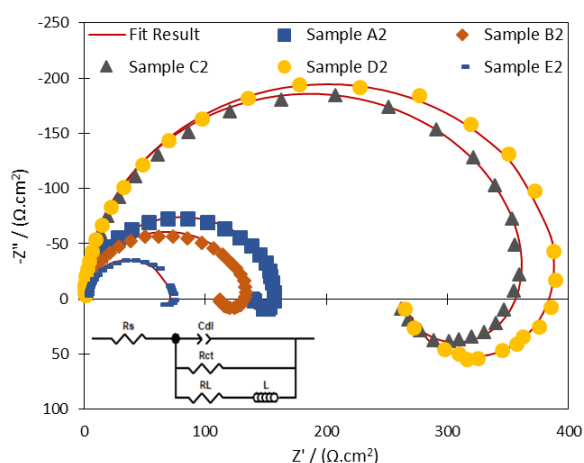 -250
Fit Result Sample A2 Sample B2
-200
Sample C2 Sample D2 Sample E2
-150
-100
-50
0
50
100
-Z" / (Ω.cm²)
0 100 200 300 400
Z' / (Ω.cm²)
Rs Cdl
Rct
RL L